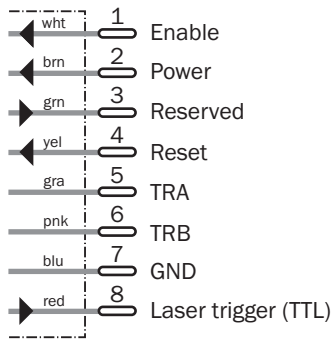 wht 1 Enable
brn 2 Power
grn 3 Reserved
yel 4 Reset
gra 5 TRA
pnk 6 TRB
blu 7 GND
red 8 Laser trigger (TTL)